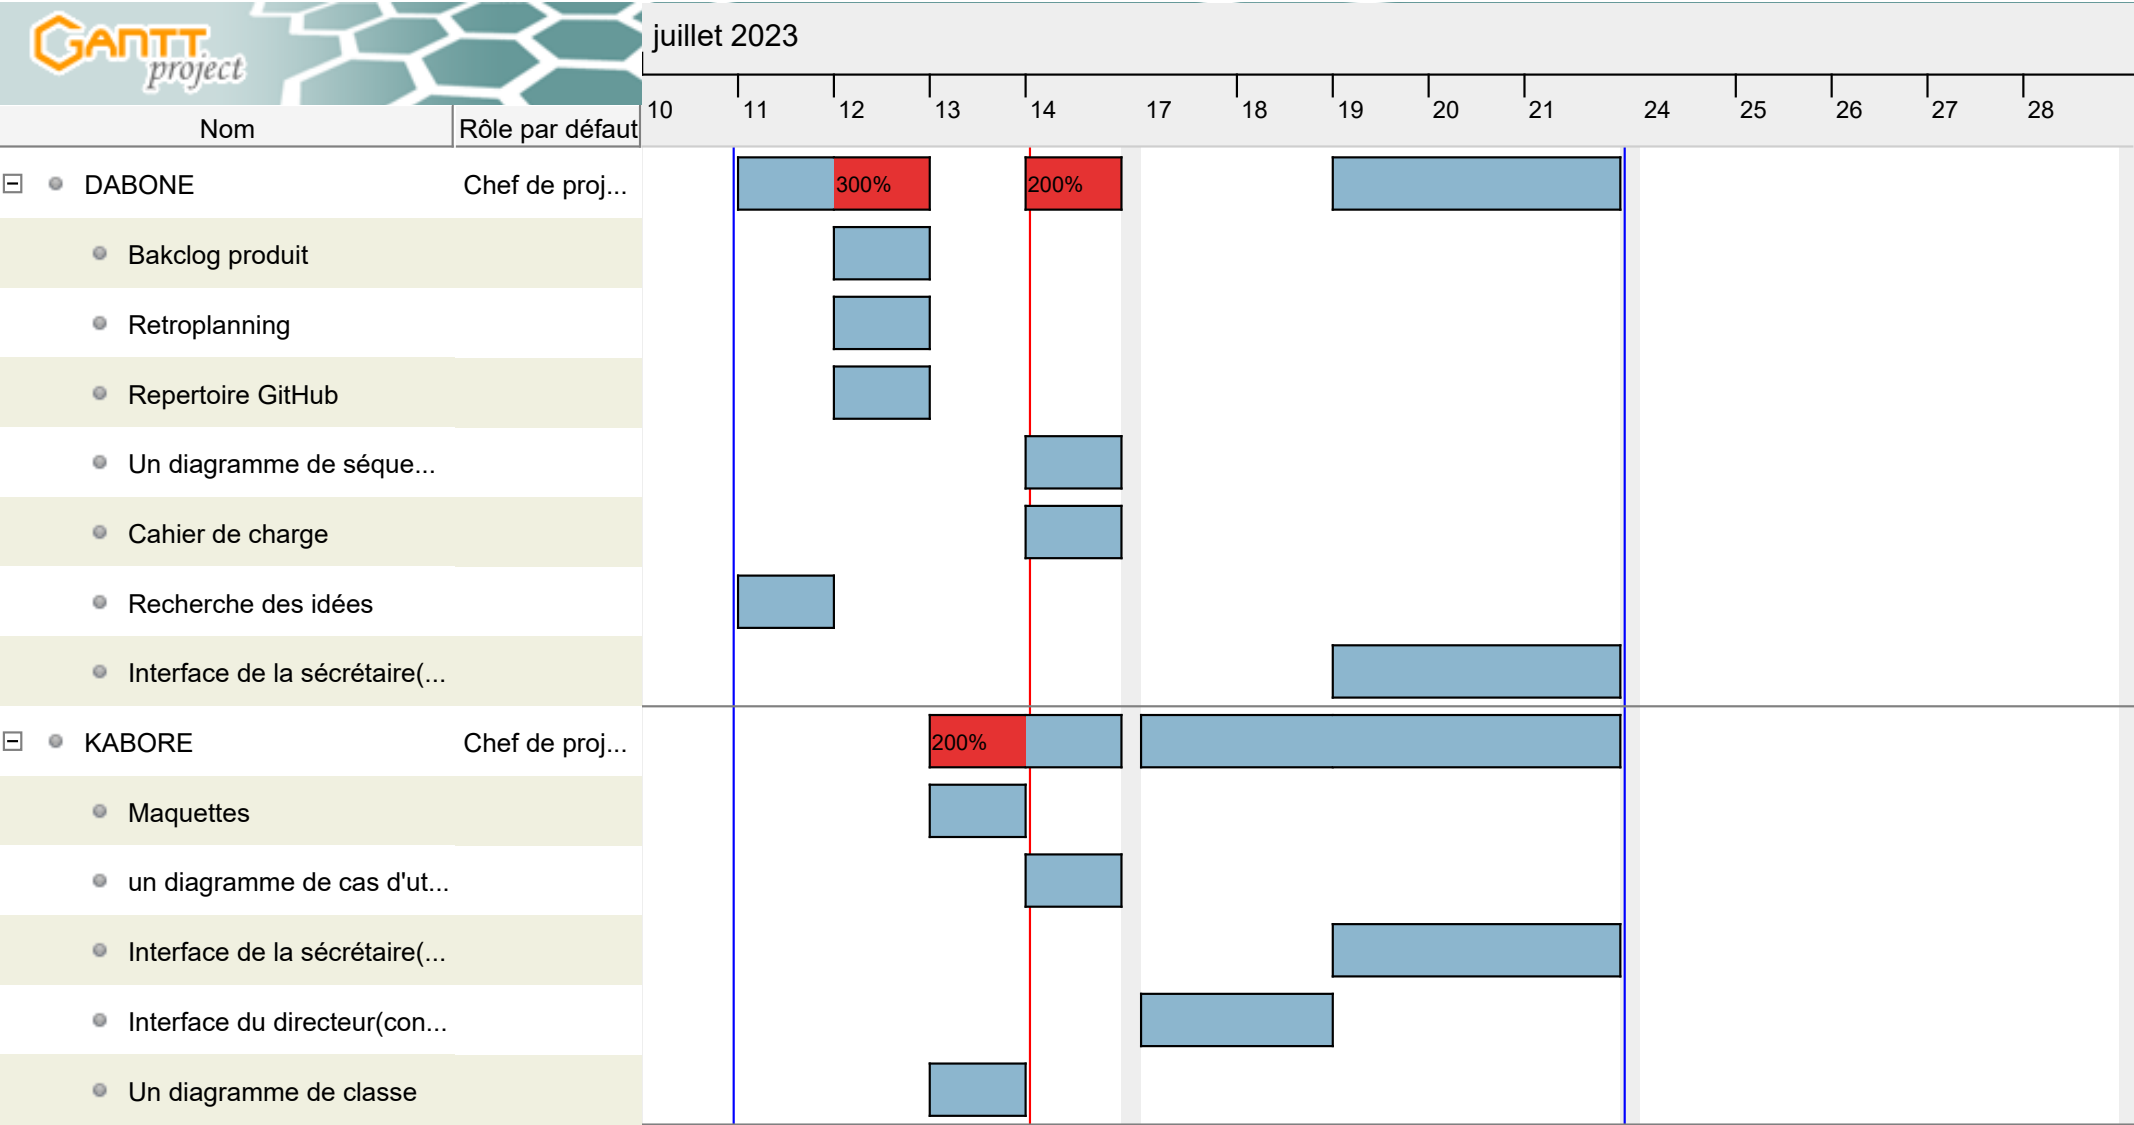 GANTT
project
juillet 2023
10 11 12 13 14 17 18 19 20 21 24 25 26 27 28
Nom Rôle par défaut
DABONE Chef de proj... 300% 200%
Bakclog produit
Retroplanning
Repertoire GitHub
Un diagramme de séque...
Cahier de charge
Recherche des idées
Interface de la sécrétaire(...
KABORE Chef de proj... 200%
Maquettes
un diagramme de cas d'ut...
Interface de la sécrétaire(...
Interface du directeur(con...
Un diagramme de classe